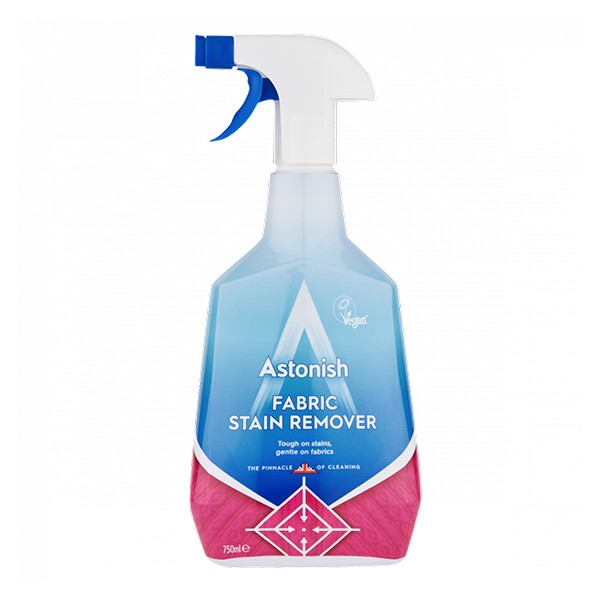 Vegan
Astonish
FABRIC
STAIN REMOVER
Tough on stains,
gentle on fabrics
THE PINNACLE OF CLEANING
750ml℮